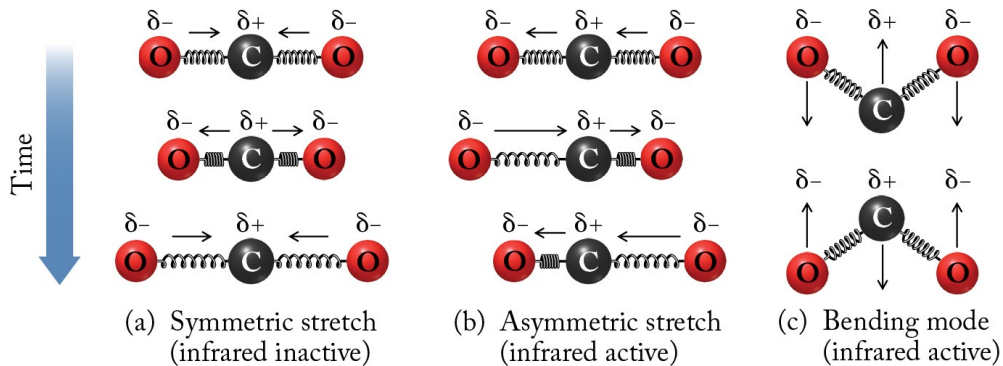 Time
δ− δ+ δ−
O C O
δ− δ+ δ−
O C O
δ− δ+ δ−
O C O
(a) Symmetric stretch
(infrared inactive)
δ− δ+ δ−
O C O
δ− δ+ δ−
O C O
δ− δ+ δ−
O C O
(b) Asymmetric stretch
(infrared active)
δ− δ+ δ−
O O
C
δ− δ+ δ−
C
O O
(c) Bending mode
(infrared active)